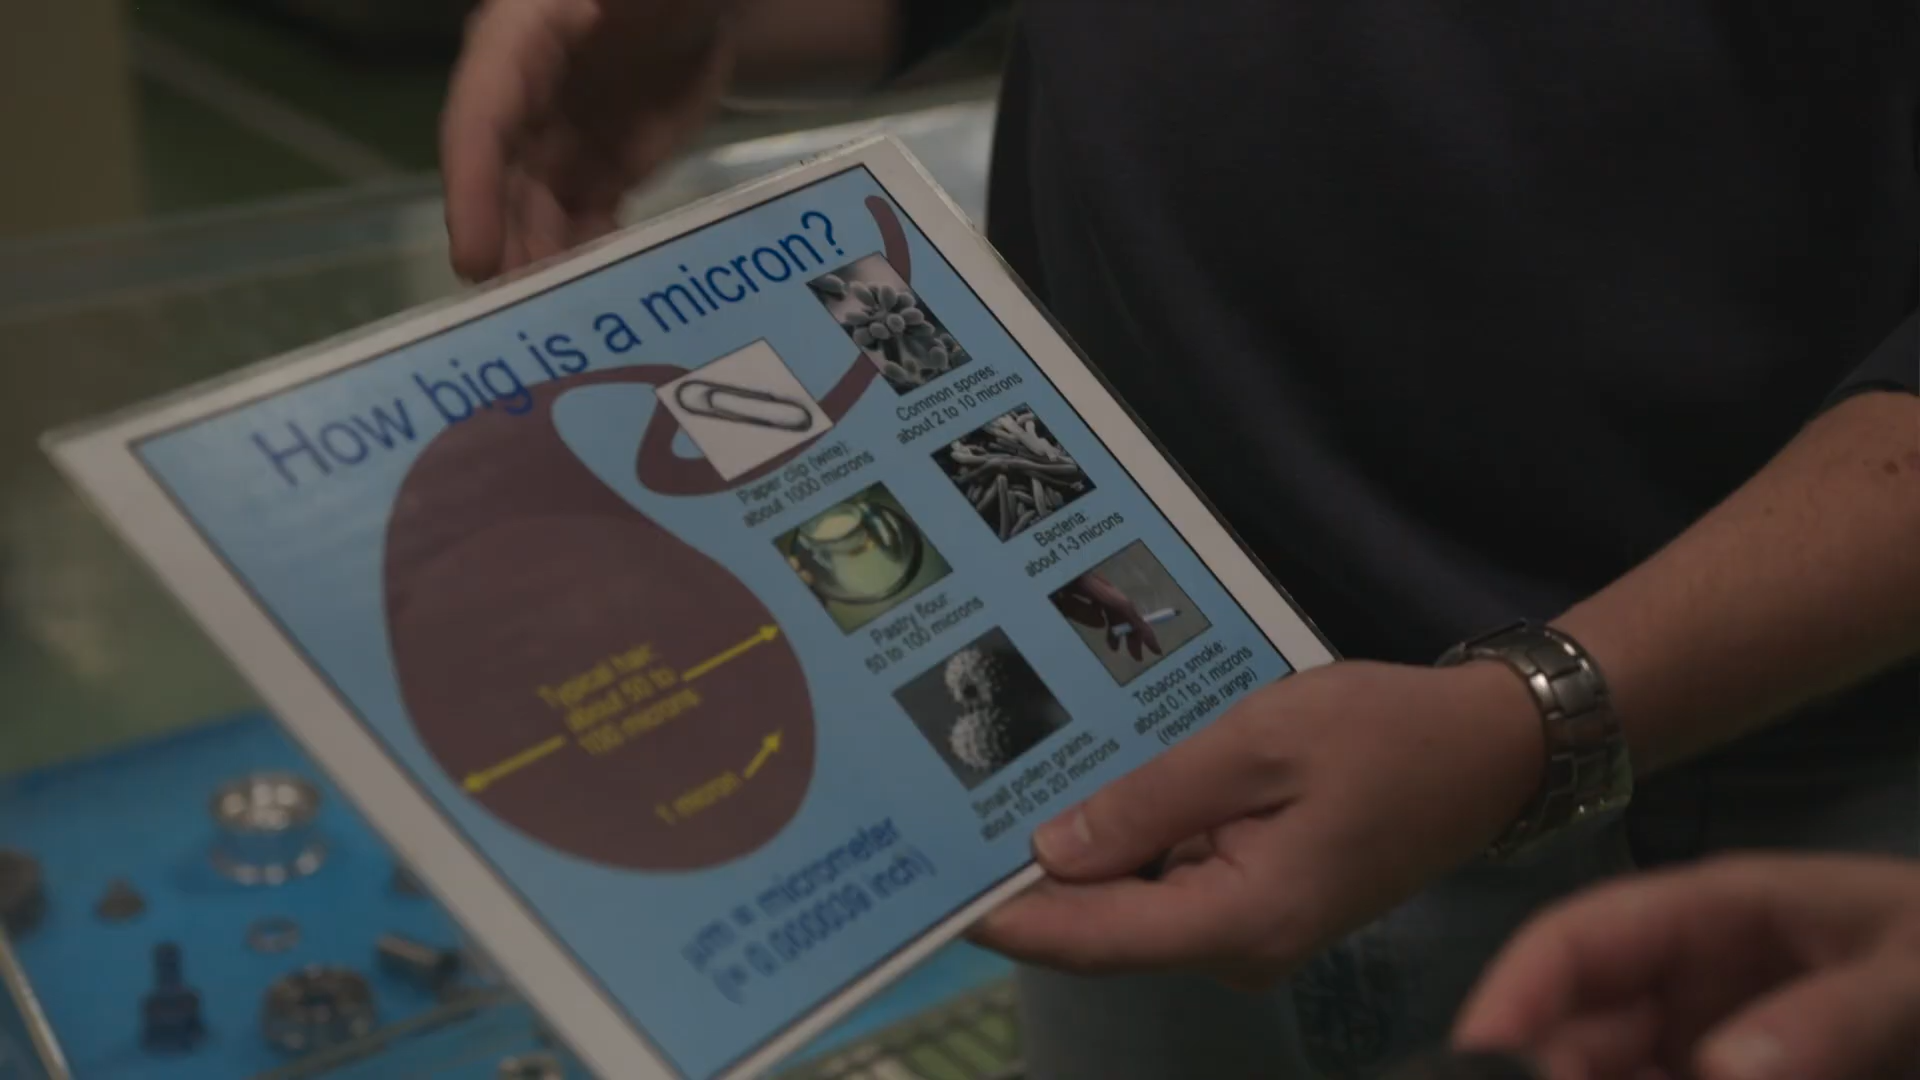 How big is a micron?
Common spores:
about 2 to 10 microns
Paper clip (wire):
about 1000 microns
Bacteria:
about 1-3 microns
Pastry flour:
50 to 100 microns
Tobacco smoke:
about 0.1 to 1 microns
(respirable range)
Small pollen grains:
about 10 to 20 microns
Typical hair:
about 50 to
100 microns
1 micron
µm = micrometer
(= 0.000039 inch)